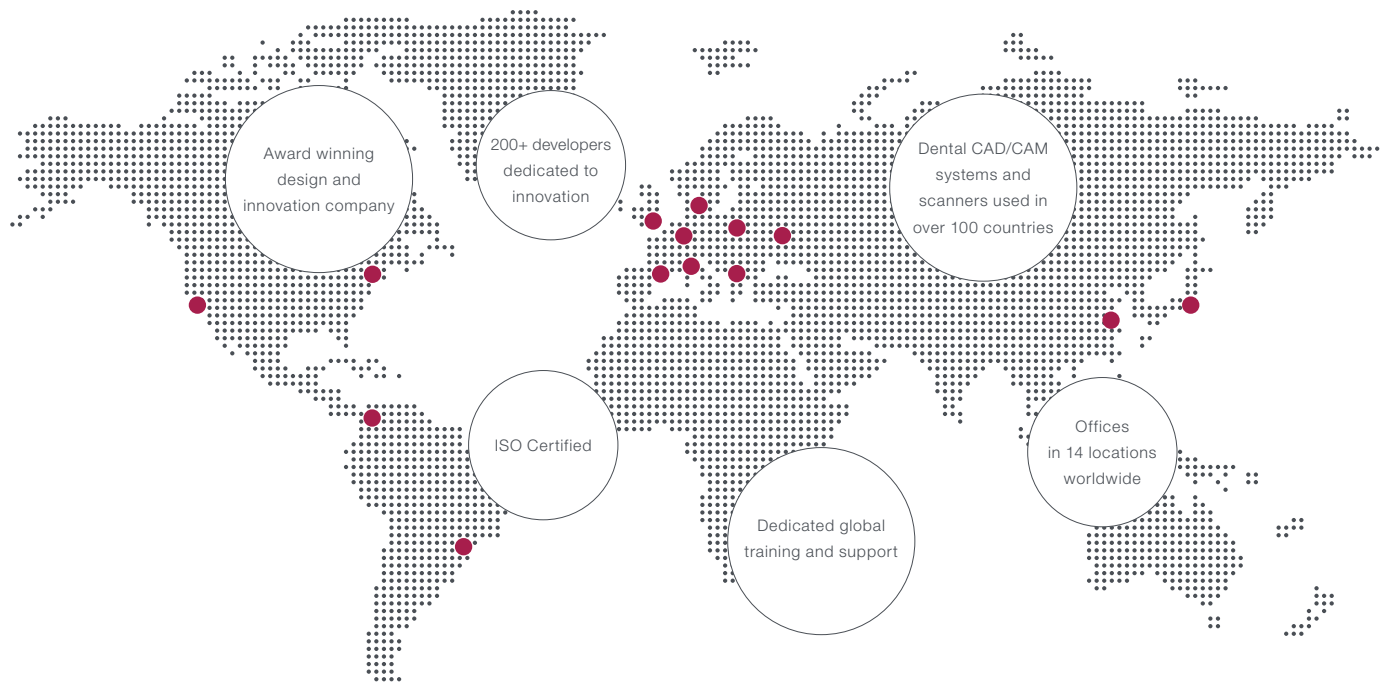 Award winning
design and
innovation company
200+ developers
dedicated to
innovation
Dental CAD/CAM
systems and
scanners used in
over 100 countries
ISO Certified
Dedicated global
training and support
Offices
in 14 locations
worldwide